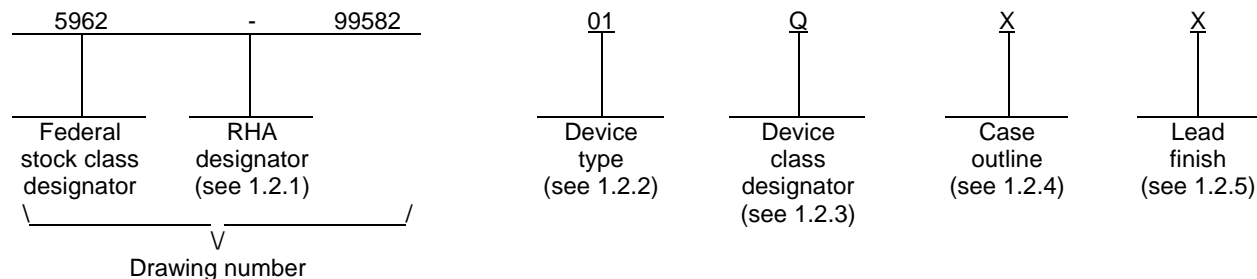 5962 - 99582 01 Q X X
Federal stock class designator
RHA designator (see 1.2.1)
Device type (see 1.2.2)
Device class designator (see 1.2.3)
Case outline (see 1.2.4)
Lead finish (see 1.2.5)
Drawing number